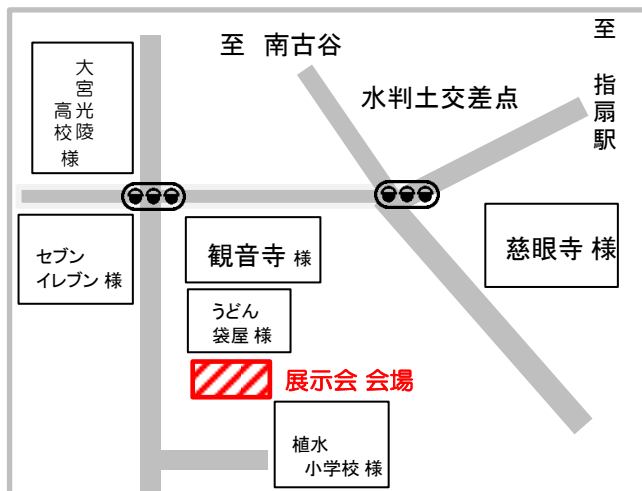 至 南古谷
至 指扇駅
水判土交差点
大宮光陵
高校 様
セブン
イレブン 様
観音寺 様
慈眼寺 様
うどん
袋屋 様
展示会 会場
植水
小学校 様